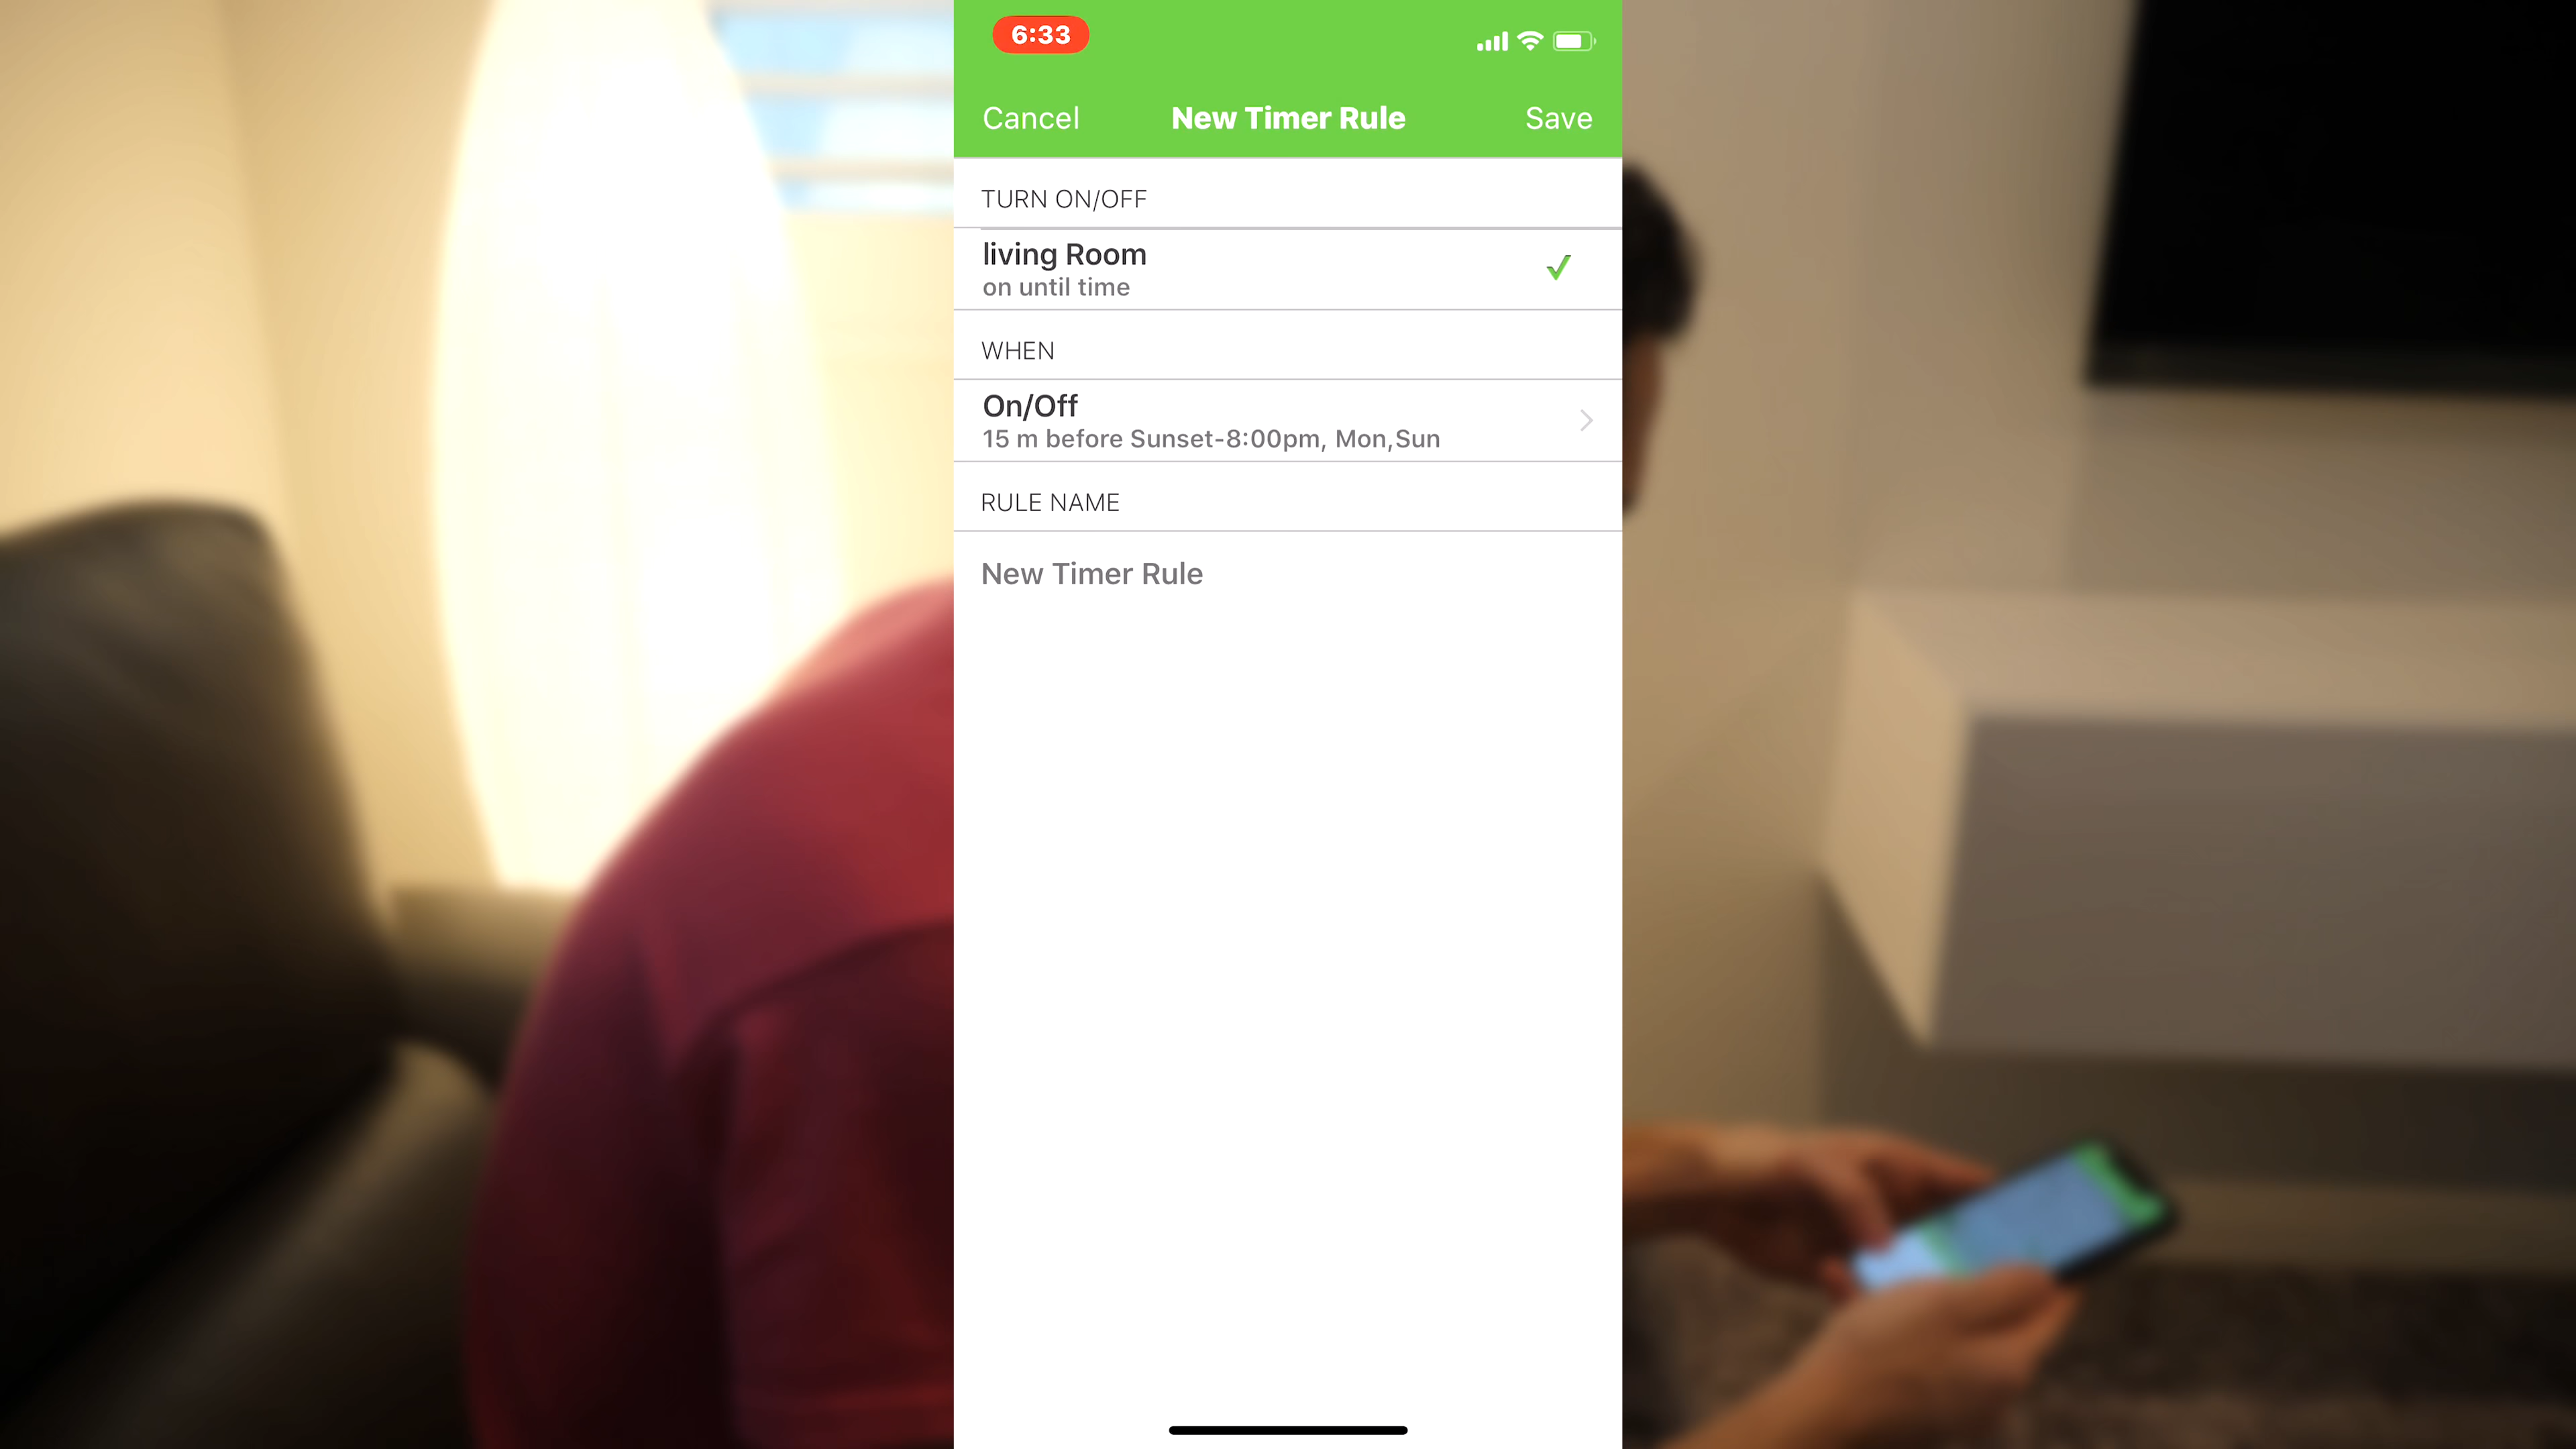 6:33
Cancel New Timer Rule Save
TURN ON/OFF
living Room
on until time
WHEN
On/Off
15 m before Sunset-8:00pm, Mon,Sun
RULE NAME
New Timer Rule